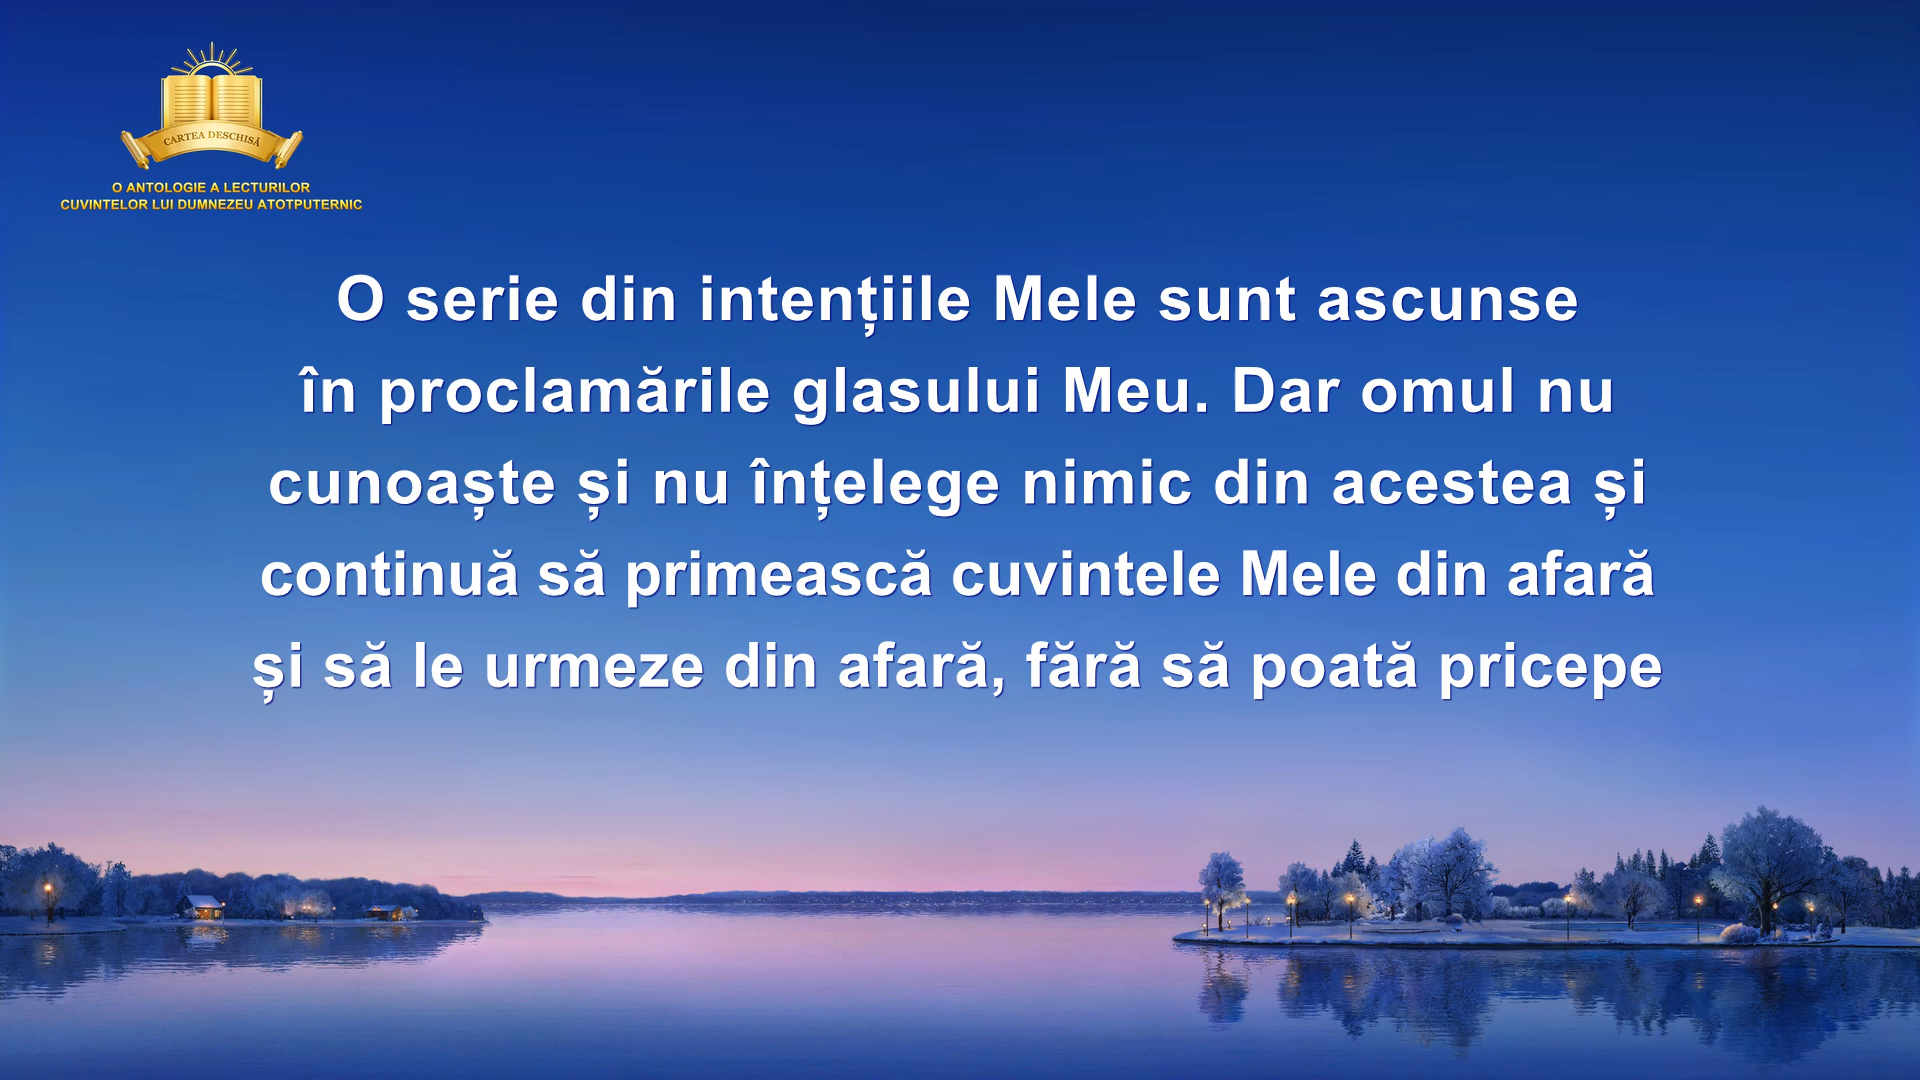 CARTEA DESCHISĂ
O ANTOLOGIE A LECTURILOR
CUVINTELOR LUI DUMNEZEU ATOTPUTERNIC
O serie din intențiile Mele sunt ascunse
în proclamările glasului Meu. Dar omul nu
cunoaște și nu înțelege nimic din acestea și
continuă să primească cuvintele Mele din afară
și să le urmeze din afară, fără să poată pricepe